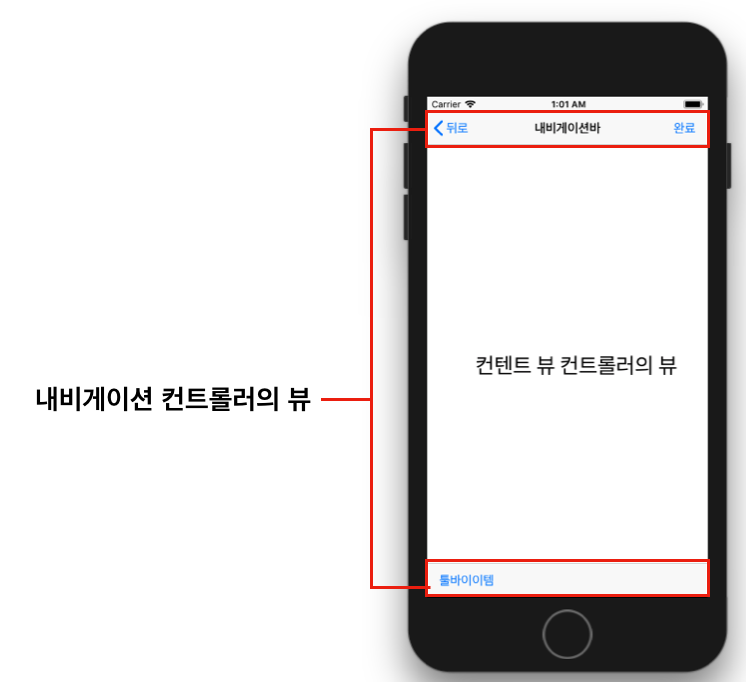 Carrier
1:01 AM
뒤로
내비게이션바
완료
컨텐트 뷰 컨트롤러의 뷰
내비게이션 컨트롤러의 뷰
툴바이이템